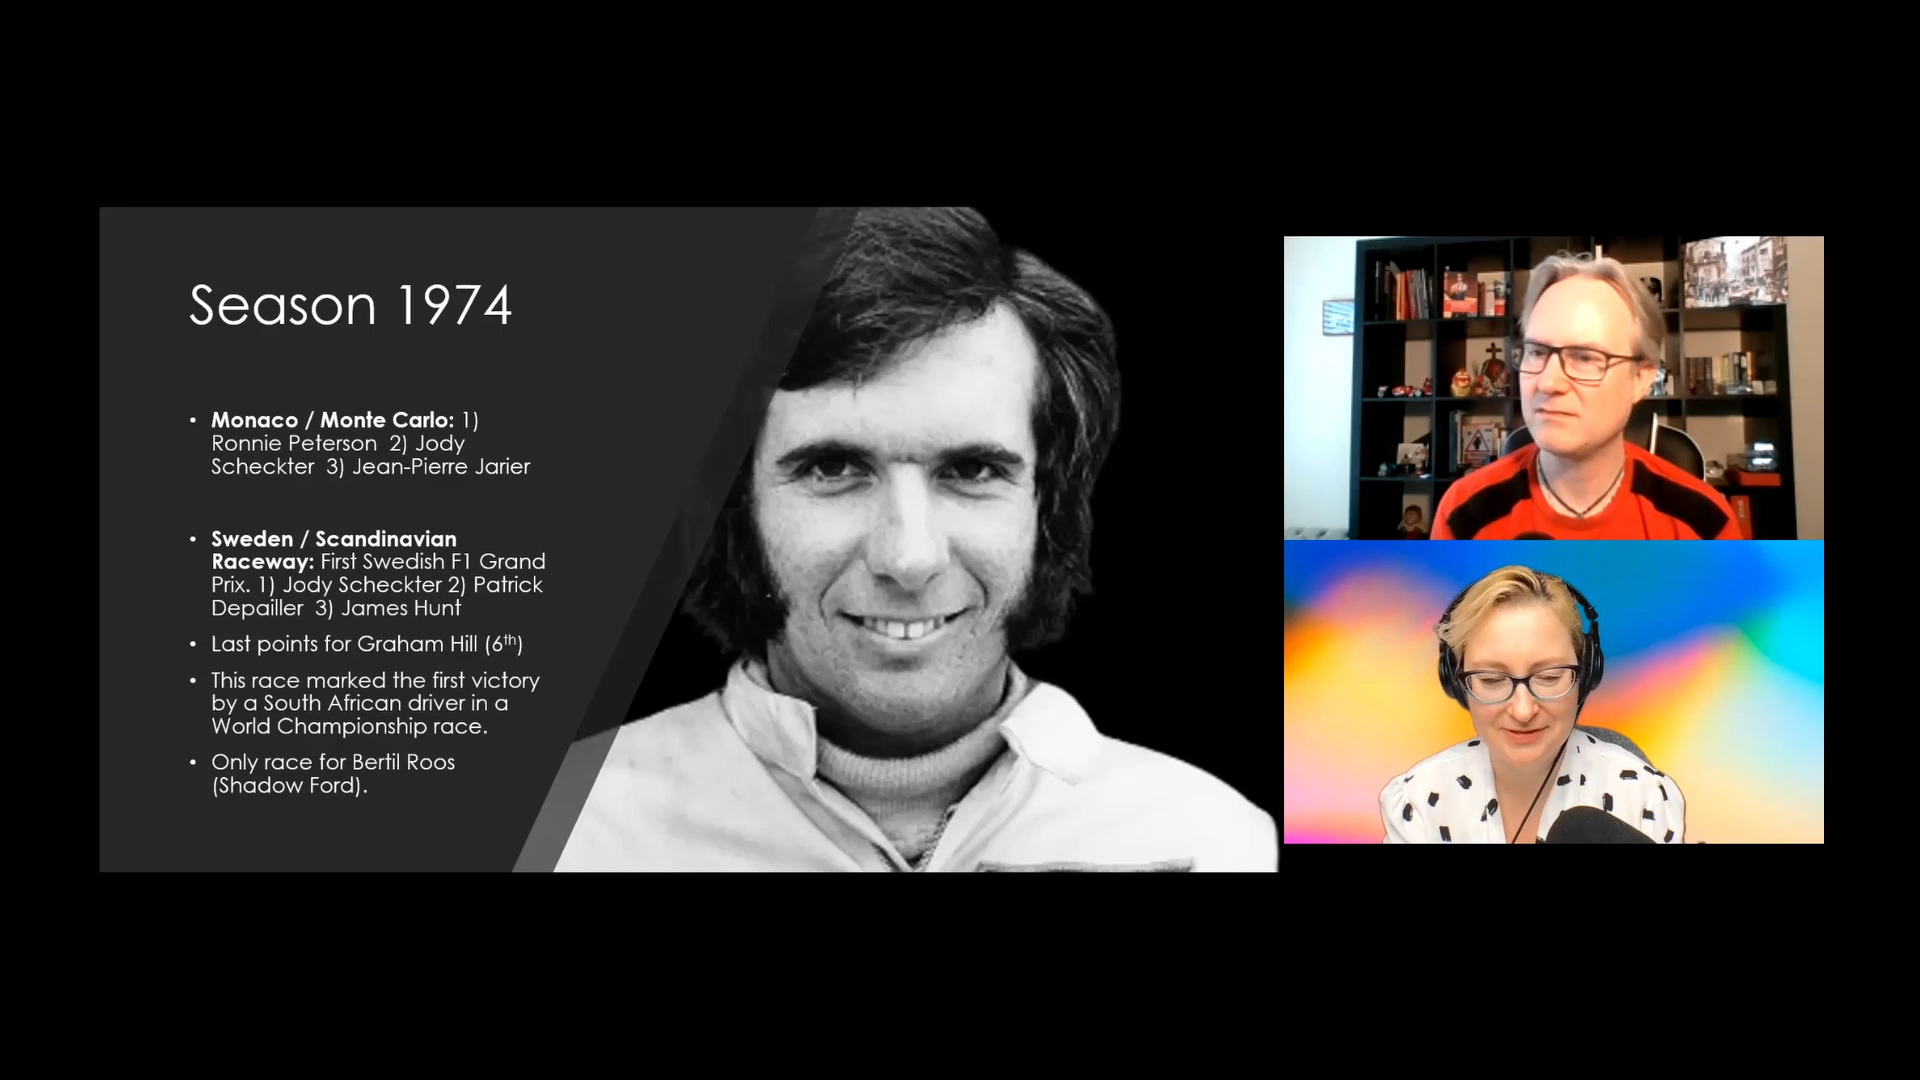 Season 1974
• Monaco / Monte Carlo: 1)
Ronnie Peterson 2) Jody
Scheckter 3) Jean-Pierre Jarier
• Sweden / Scandinavian
Raceway: First Swedish F1 Grand
Prix. 1) Jody Scheckter 2) Patrick
Depailler 3) James Hunt
• Last points for Graham Hill (6th)
• This race marked the first victory
by a South African driver in a
World Championship race.
• Only race for Bertil Roos
(Shadow Ford).